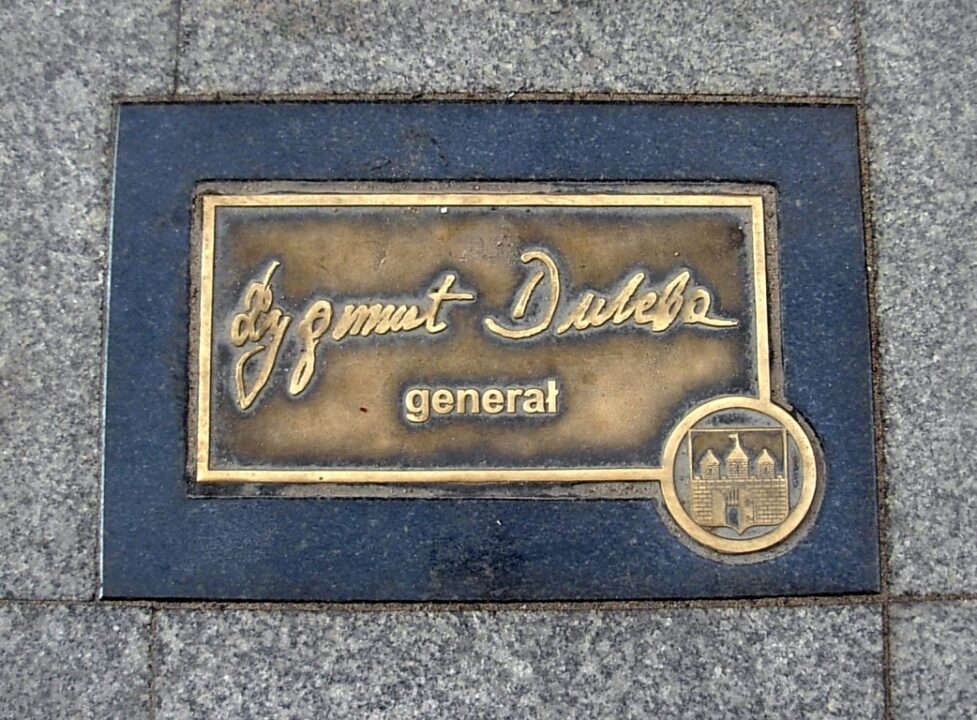 Zygmunt Duleba
generał